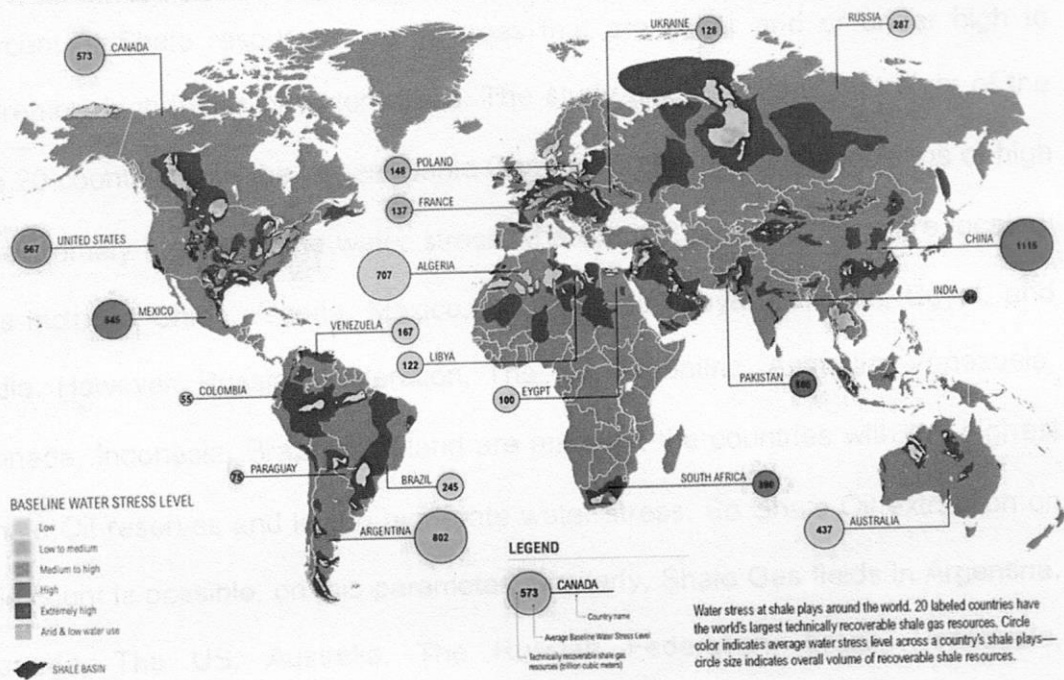 573 CANADA
UKRAINE 128
RUSSIA 287
POLAND
148
FRANCE
137
567 UNITED STATES
ALGERIA
707
CHINA 1115
INDIA
545 MEXICO
VENEZUELA 167
LIBYA
122
EYGPT
100
PAKISTAN
COLOMBIA
55
PARAGUAY
75
BRAZIL 245
SOUTH AFRICA 390
ARGENTINA 802
AUSTRALIA
437
BASELINE WATER STRESS LEVEL
Low
Low to medium
Medium to high
High
Extremely high
Arid & low water use
SHALE BASIN
LEGEND
573 CANADA
Country name
Average Baseline Water Stress Level
Technically recoverable shale gas
resources (trillion cubic meters)
Water stress at shale plays around the world. 20 labeled countries have
the world's largest technically recoverable shale gas resources. Circle
color indicates average water stress level across a country's shale plays—
circle size indicates overall volume of recoverable shale resources.